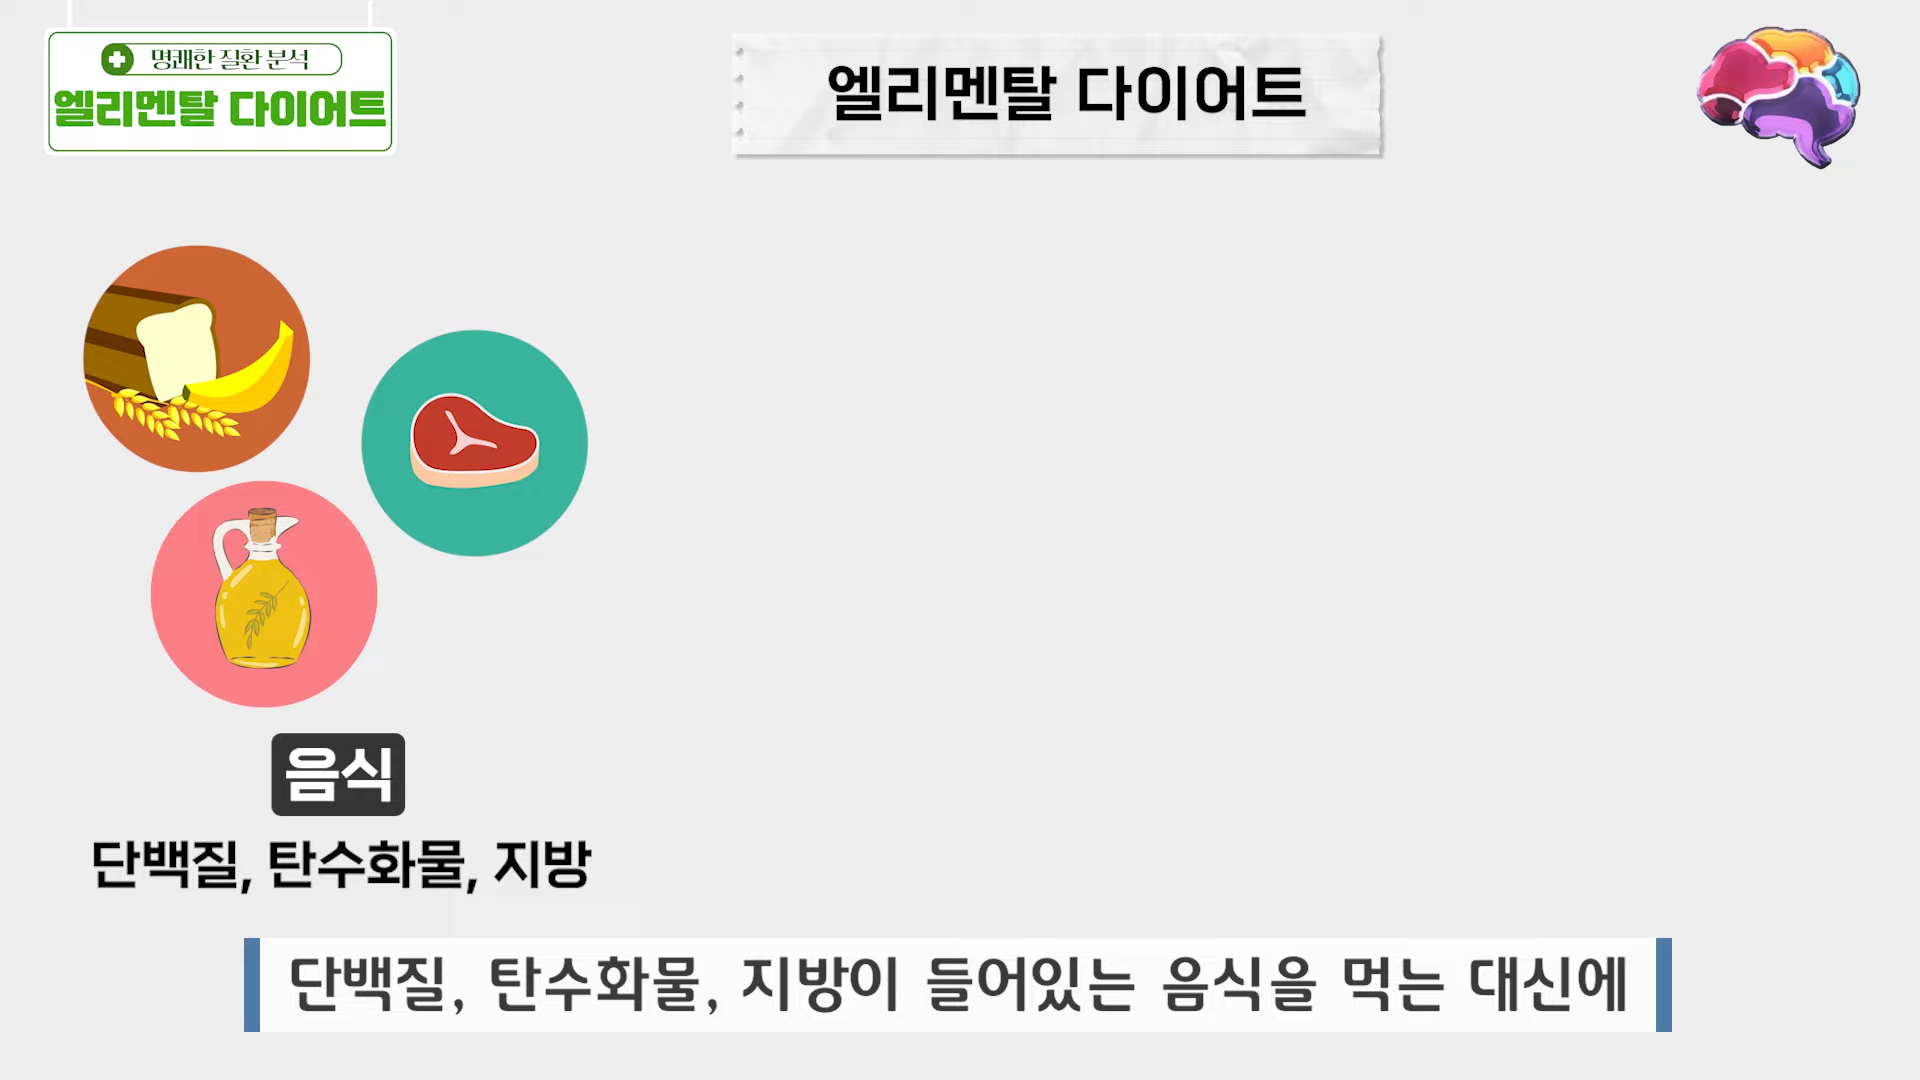 명쾌한 질환 분석
엘리멘탈 다이어트
엘리멘탈 다이어트
음식
단백질, 탄수화물, 지방
단백질, 탄수화물, 지방이 들어있는 음식을 먹는 대신에